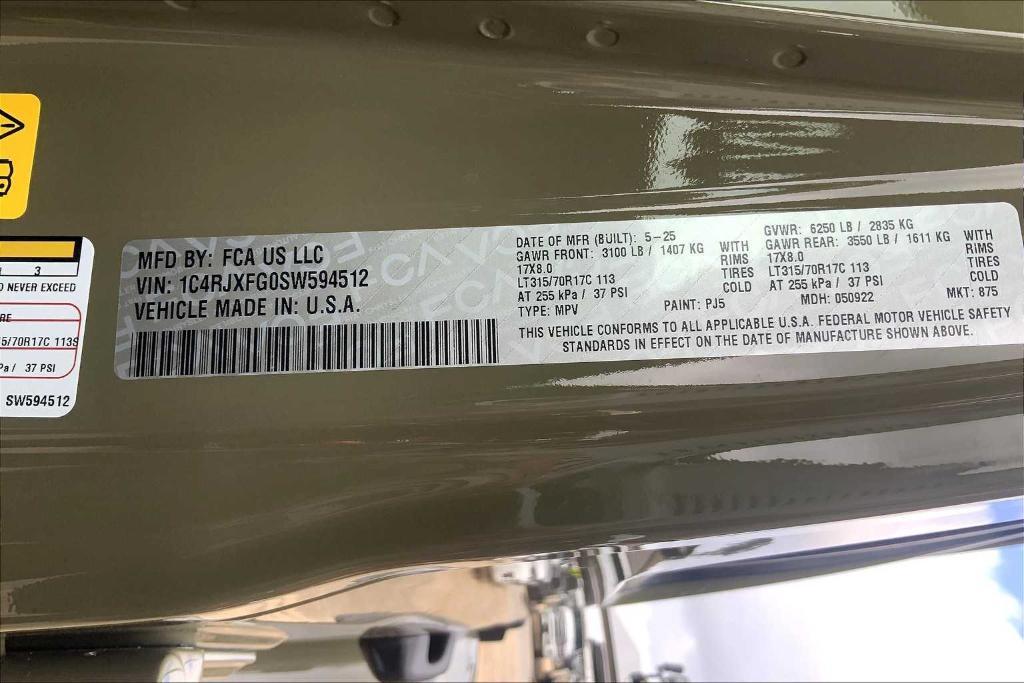 MFD BY: FCA US LLC
VIN: 1C4RJXFG0SW594512
VEHICLE MADE IN: U.S.A.
DATE OF MFR (BUILT): 5-25
GAWR FRONT: 3100 LB / 1407 KG WITH
17X8.0 RIMS
LT315/70R17C 113 TIRES
AT 255 kPa / 37 PSI COLD
TYPE: MPV PAINT: PJ5
GVWR: 6250 LB / 2835 KG
GAWR REAR: 3550 LB / 1611 KG WITH
17X8.0 RIMS
LT315/70R17C 113 TIRES
AT 255 kPa / 37 PSI COLD
MDH: 050922 MKT: 875
THIS VEHICLE CONFORMS TO ALL APPLICABLE U.S.A. FEDERAL MOTOR VEHICLE SAFETY
STANDARDS IN EFFECT ON THE DATE OF MANUFACTURE SHOWN ABOVE.
3
NEVER EXCEED
5/70R17C 113S
Pa / 37 PSI
SW594512